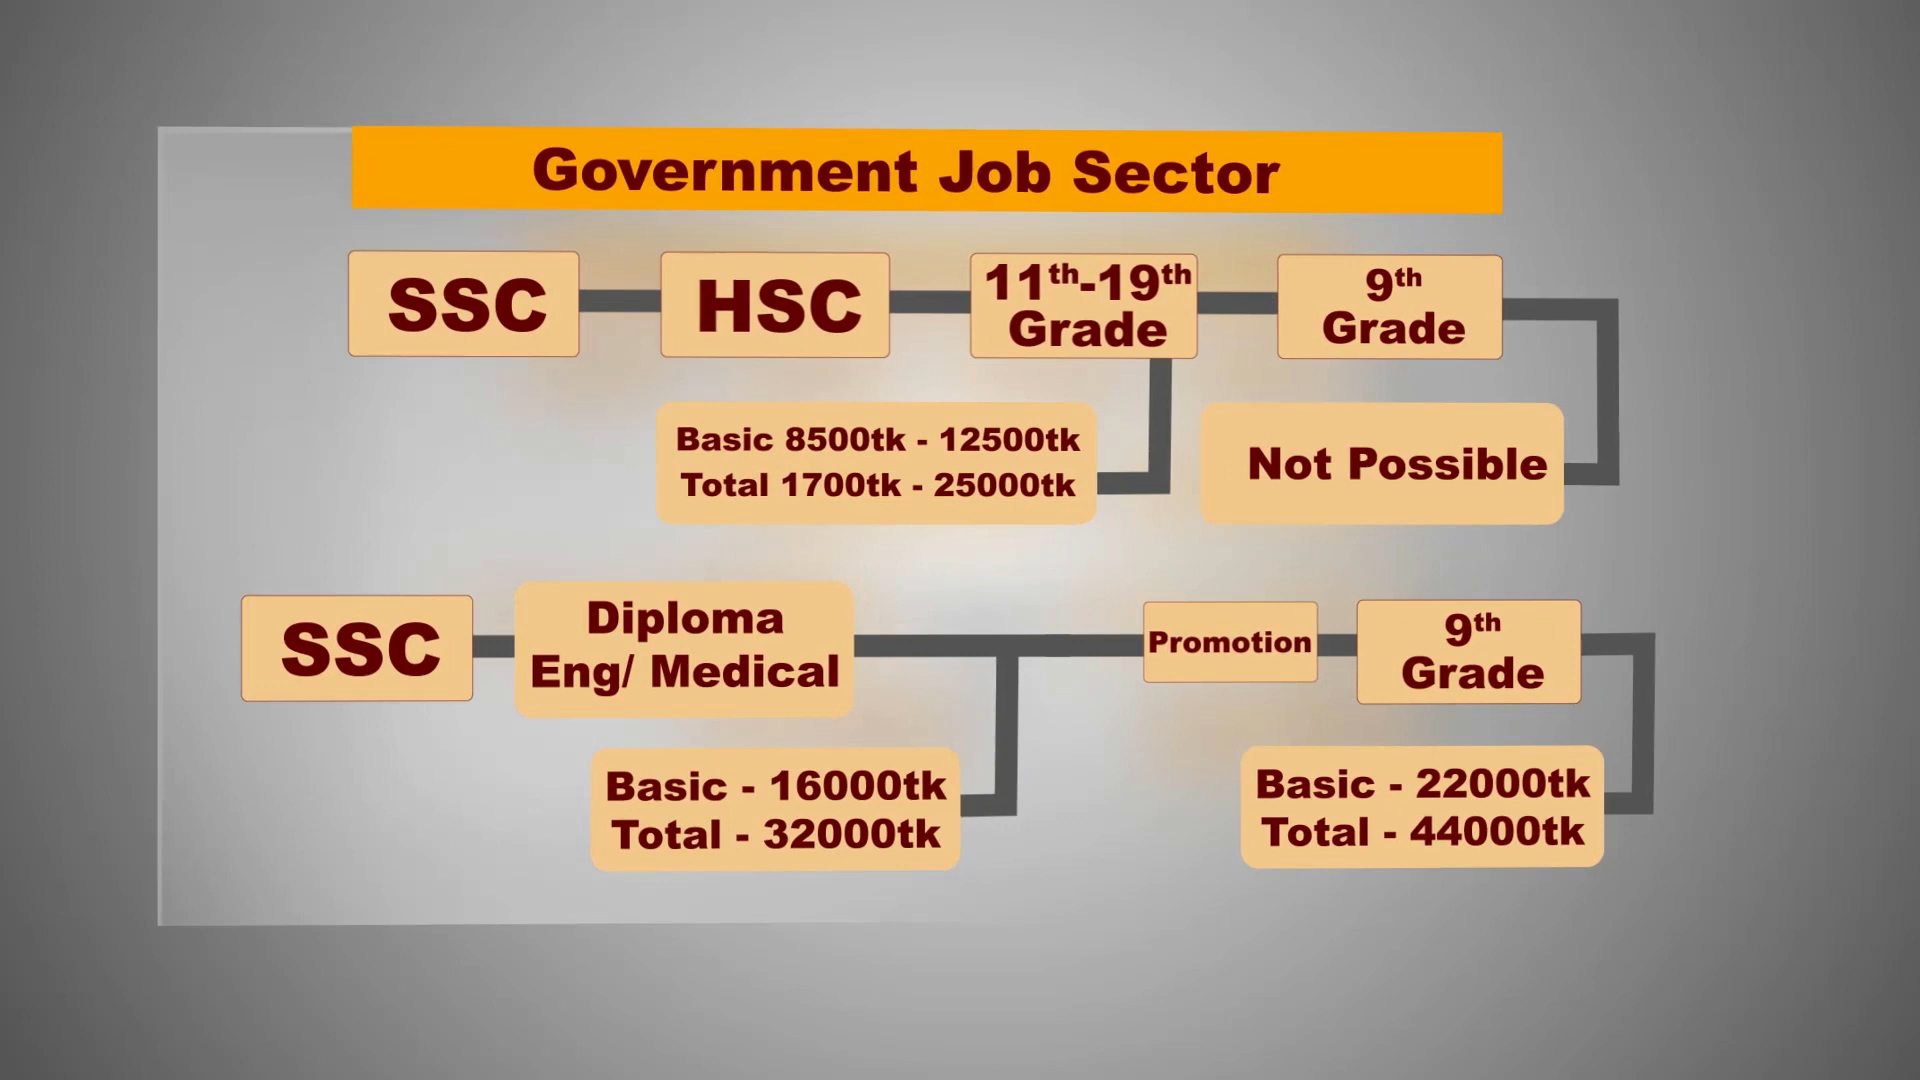 Government Job Sector
SSC
HSC
11th-19th
Grade
9th
Grade
Basic 8500tk - 12500tk
Total 1700tk - 25000tk
Not Possible
SSC
Diploma
Eng/ Medical
Promotion
9th
Grade
Basic - 16000tk
Total - 32000tk
Basic - 22000tk
Total - 44000tk